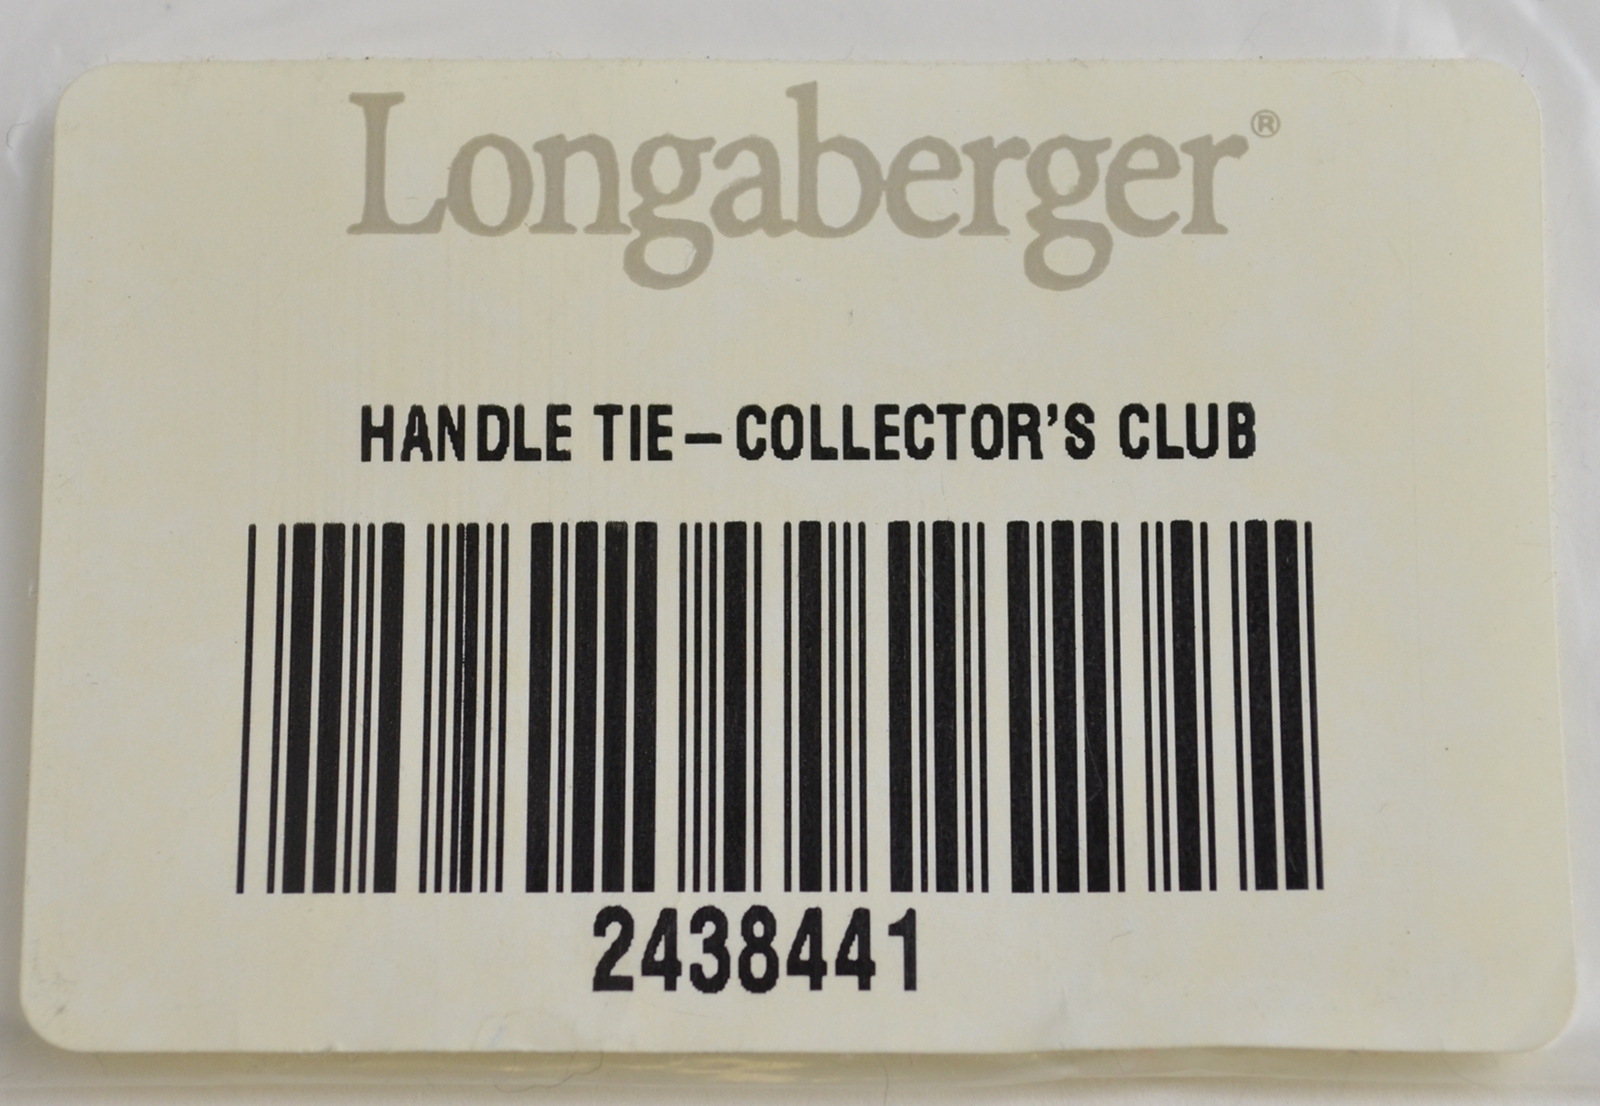 Longaberger®
HANDLE TIE–COLLECTOR'S CLUB
2438441